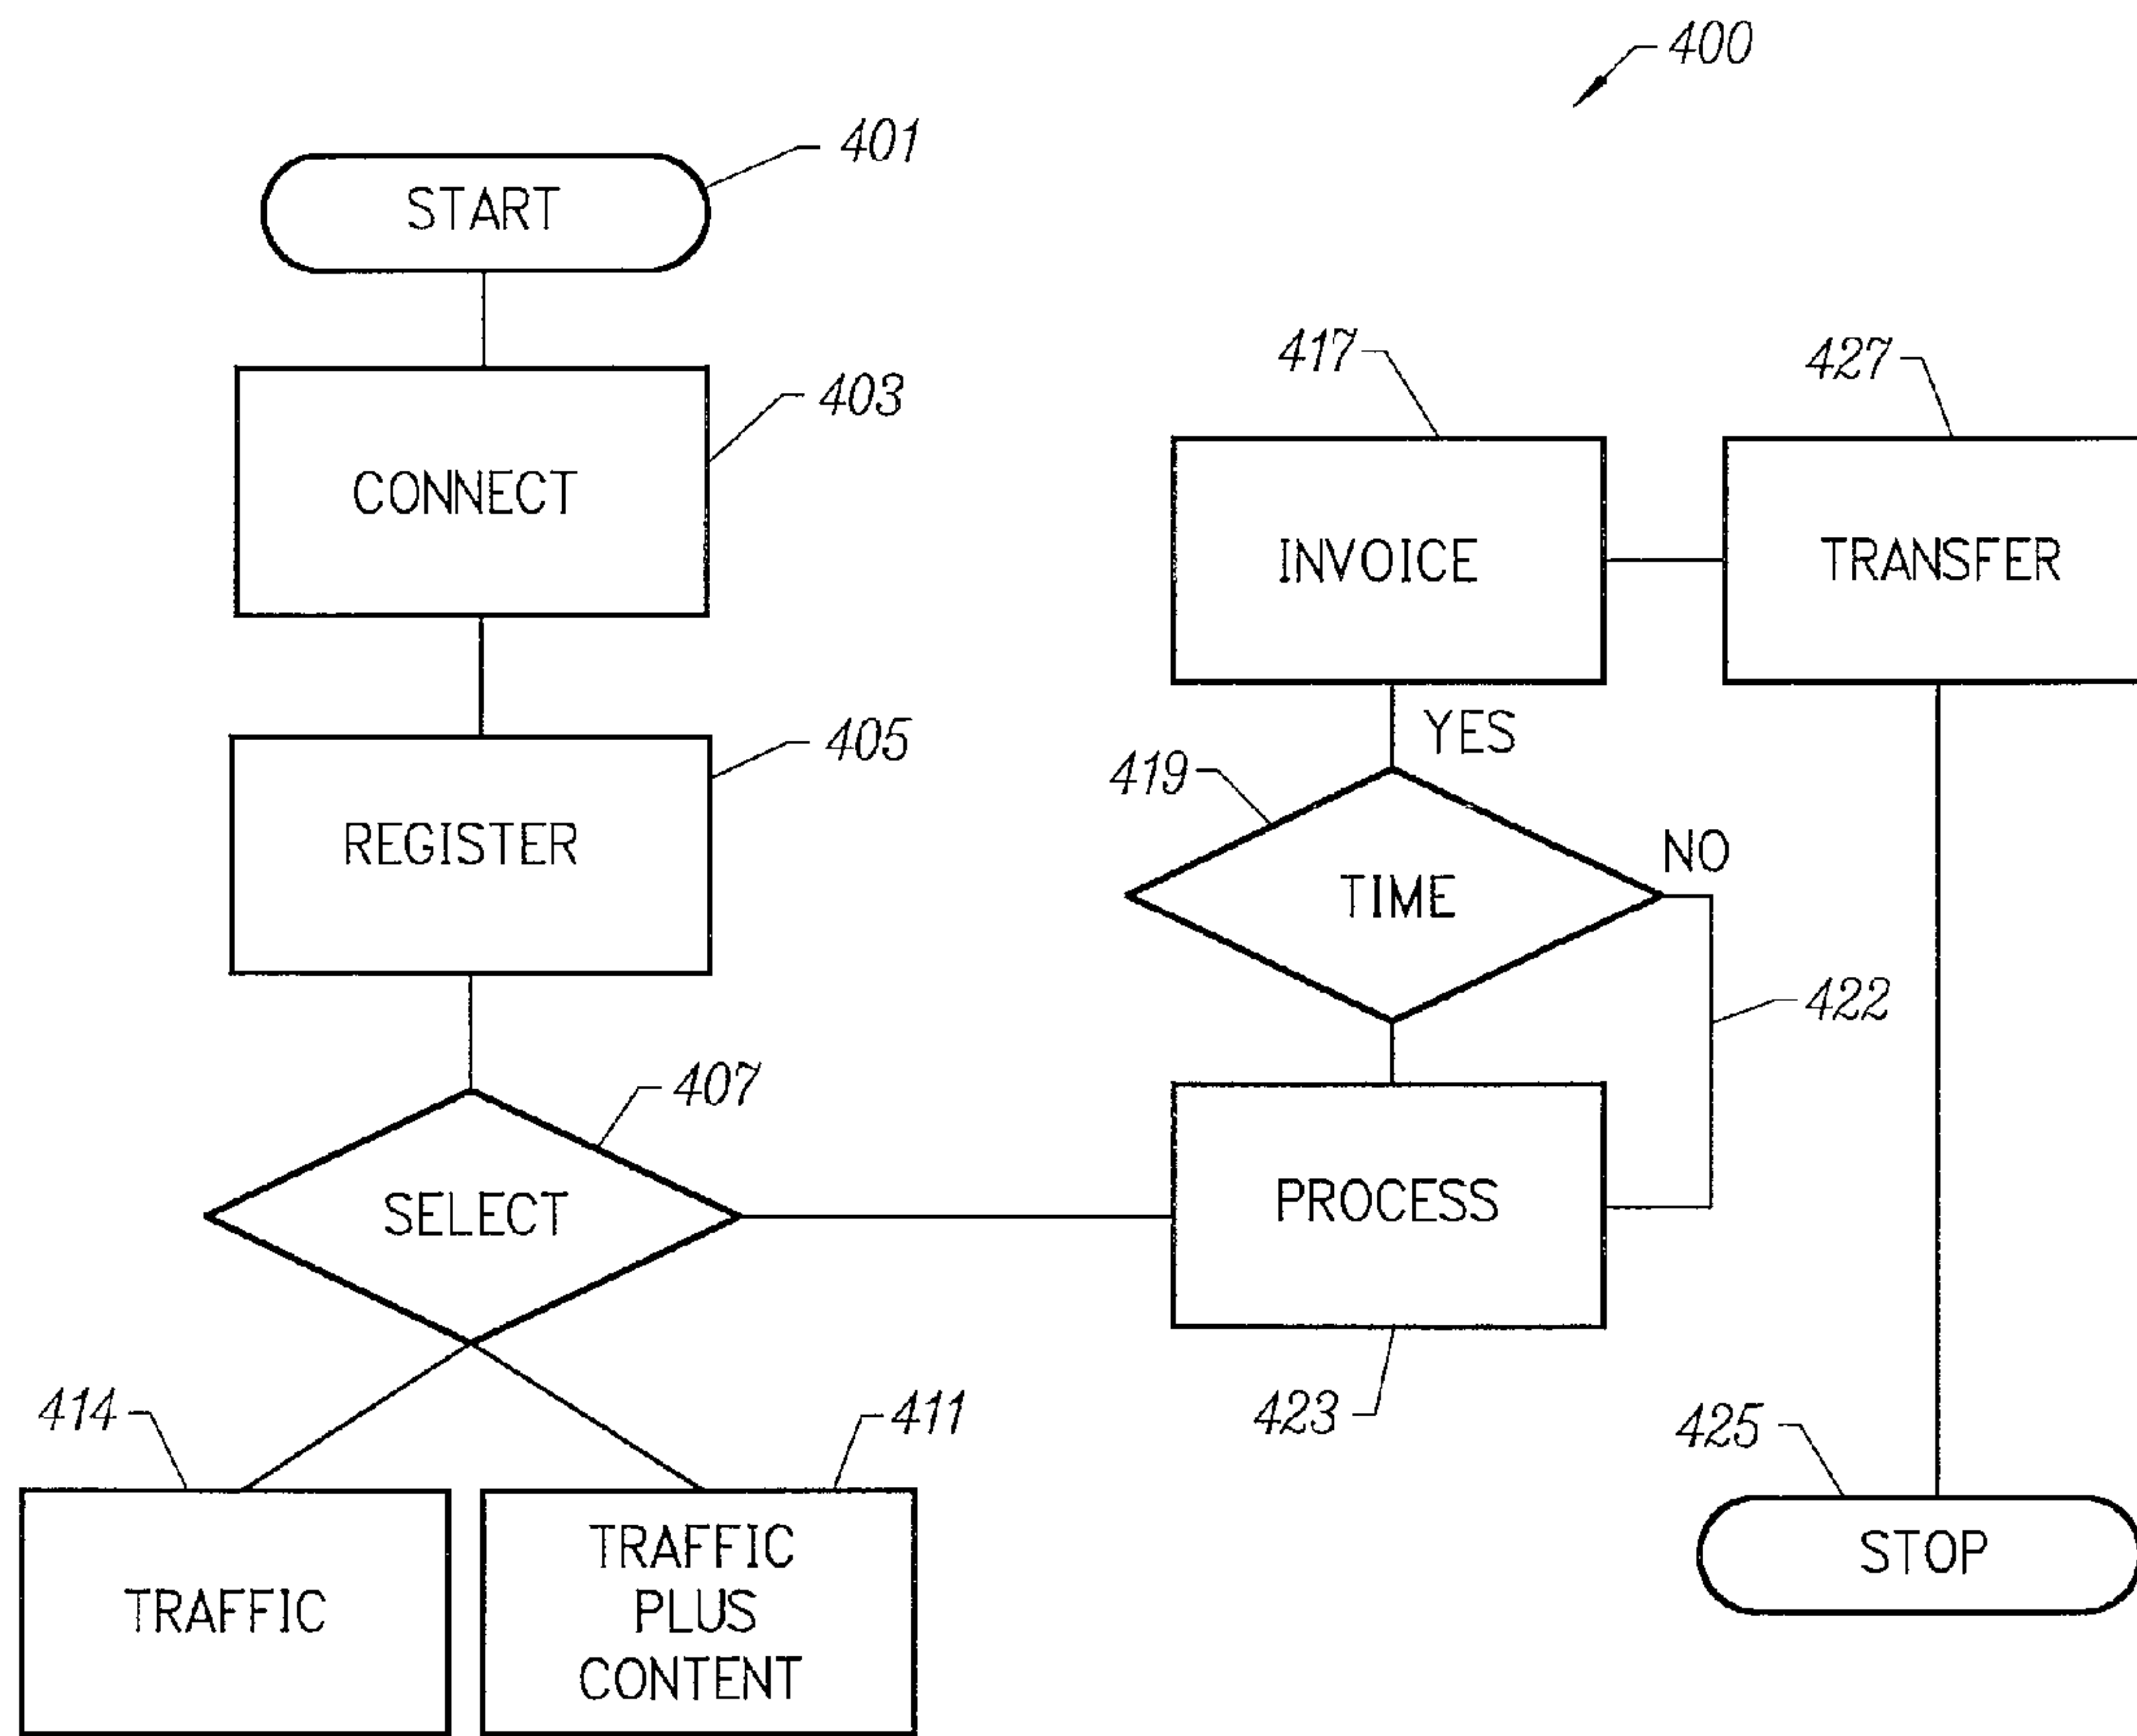 400
401
START
403
CONNECT
405
REGISTER
407
SELECT
414
TRAFFIC
411
TRAFFIC
PLUS
CONTENT
417
INVOICE
427
TRANSFER
YES
419
TIME
NO
422
PROCESS
423
425
STOP